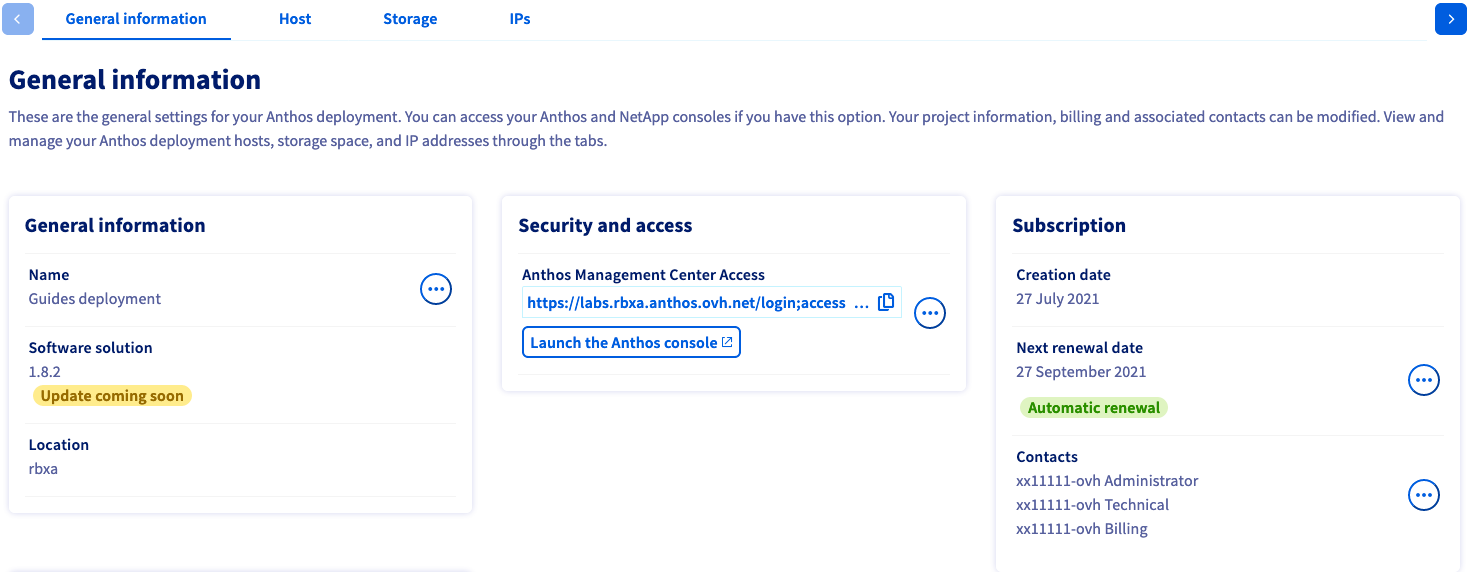 General information
Host
Storage
IPs
General information
These are the general settings for your Anthos deployment. You can access your Anthos and NetApp consoles if you have this option. Your project information, billing and associated contacts can be modified. View and
manage your Anthos deployment hosts, storage space, and IP addresses through the tabs.
General information
Name
Guides deployment
Software solution
1.8.2
Update coming soon
Location
rbxa
Security and access
Anthos Management Center Access
https://labs.rbxa.anthos.ovh.net/login;access ...
Launch the Anthos console
Subscription
Creation date
27 July 2021
Next renewal date
27 September 2021
Automatic renewal
Contacts
xx11111-ovh Administrator
xx11111-ovh Technical
xx11111-ovh Billing